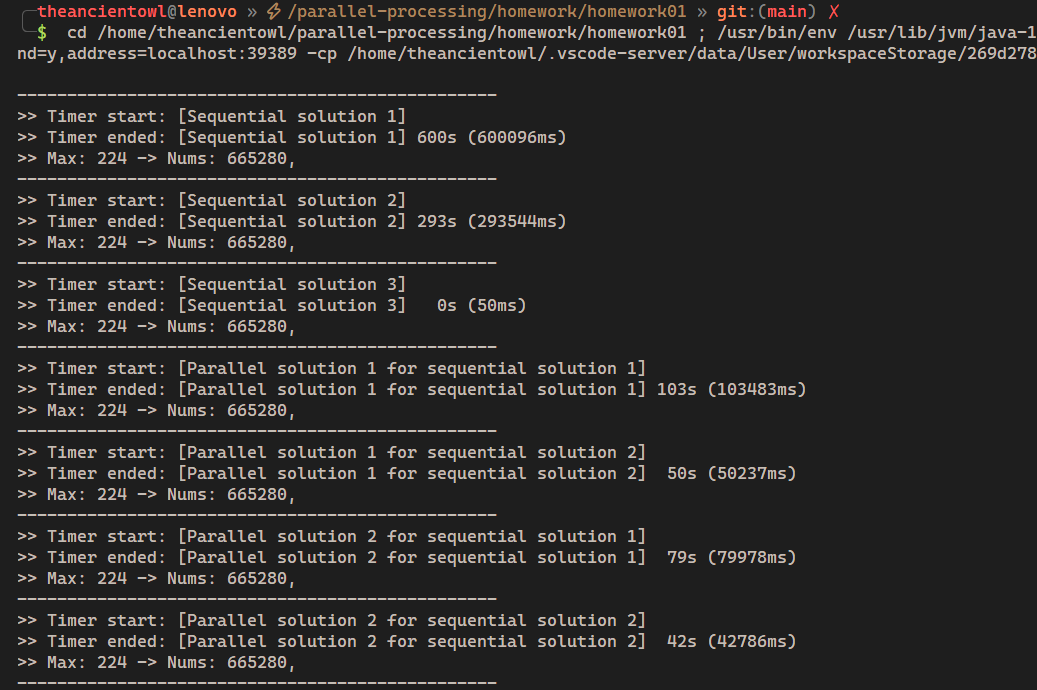 theancientowl@lenovo » ⚡/parallel-processing/homework/homework01 » git:(main) ✗
$ cd /home/theancientowl/parallel-processing/homework/homework01 ; /usr/bin/env /usr/lib/jvm/java-1
nd=y,address=localhost:39389 -cp /home/theancientowl/.vscode-server/data/User/workspaceStorage/269d278
------------------------------------------------
>> Timer start: [Sequential solution 1]
>> Timer ended: [Sequential solution 1] 600s (600096ms)
>> Max: 224 -> Nums: 665280,
------------------------------------------------
>> Timer start: [Sequential solution 2]
>> Timer ended: [Sequential solution 2] 293s (293544ms)
>> Max: 224 -> Nums: 665280,
------------------------------------------------
>> Timer start: [Sequential solution 3]
>> Timer ended: [Sequential solution 3]   0s (50ms)
>> Max: 224 -> Nums: 665280,
------------------------------------------------
>> Timer start: [Parallel solution 1 for sequential solution 1]
>> Timer ended: [Parallel solution 1 for sequential solution 1] 103s (103483ms)
>> Max: 224 -> Nums: 665280,
------------------------------------------------
>> Timer start: [Parallel solution 1 for sequential solution 2]
>> Timer ended: [Parallel solution 1 for sequential solution 2]  50s (50237ms)
>> Max: 224 -> Nums: 665280,
------------------------------------------------
>> Timer start: [Parallel solution 2 for sequential solution 1]
>> Timer ended: [Parallel solution 2 for sequential solution 1]  79s (79978ms)
>> Max: 224 -> Nums: 665280,
------------------------------------------------
>> Timer start: [Parallel solution 2 for sequential solution 2]
>> Timer ended: [Parallel solution 2 for sequential solution 2]  42s (42786ms)
>> Max: 224 -> Nums: 665280,
------------------------------------------------